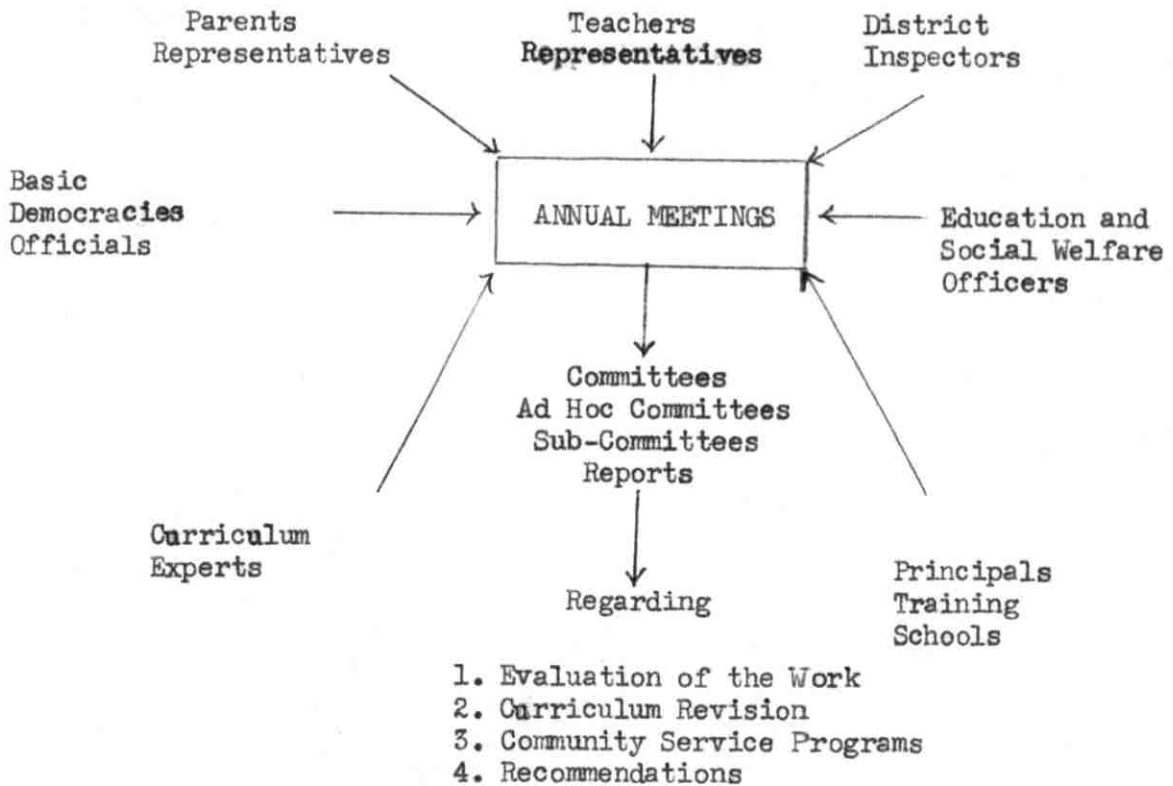 Parents
Representatives
Teachers
Representatives
District
Inspectors
Basic
Democracies
Officials
ANNUAL MEETINGS
Education and
Social Welfare
Officers
Committees
Ad Hoc Committees
Sub-Committees
Reports
Curriculum
Experts
Regarding
Principals
Training
Schools
1. Evaluation of the Work
2. Curriculum Revision
3. Community Service Programs
4. Recommendations